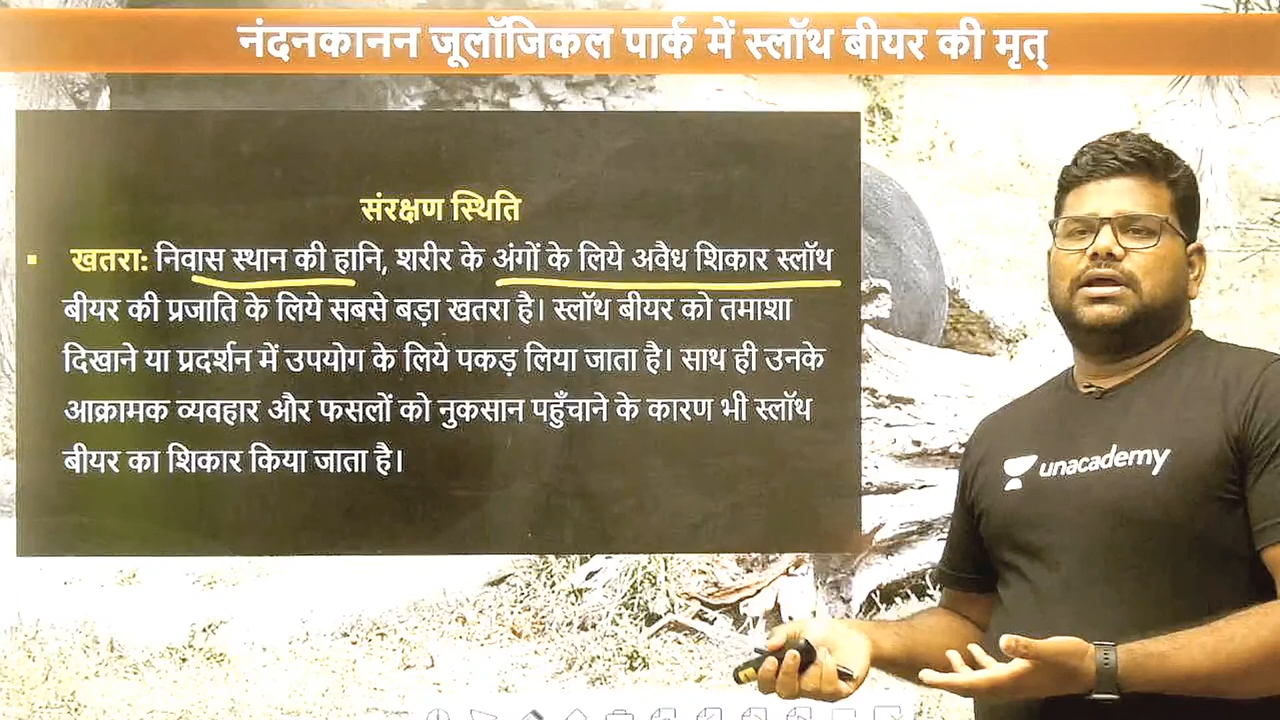 नंदनकानन जूलॉजिकल पार्क में स्लॉथ बीयर की मृत्
संरक्षण स्थिति
▪ खतरा: निवास स्थान की हानि, शरीर के अंगों के लिये अवैध शिकार स्लॉथ
बीयर की प्रजाति के लिये सबसे बड़ा खतरा है। स्लॉथ बीयर को तमाशा
दिखाने या प्रदर्शन में उपयोग के लिये पकड़ लिया जाता है। साथ ही उनके
आक्रामक व्यवहार और फसलों को नुकसान पहुँचाने के कारण भी स्लॉथ
बीयर का शिकार किया जाता है।
unacademy